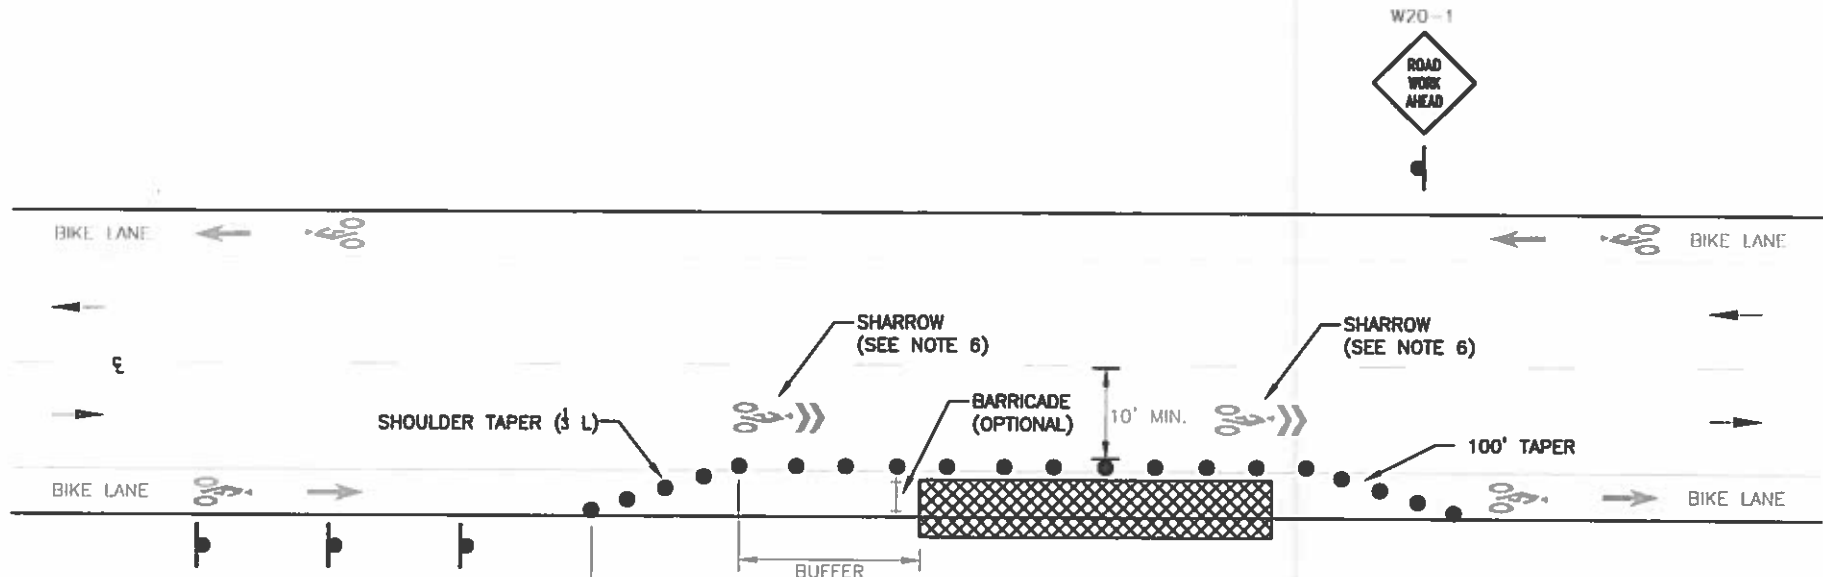 W20-1
ROAD
WORK
AHEAD
BIKE LANE
BIKE LANE
SHARROW
(SEE NOTE 6)
SHARROW
(SEE NOTE 6)
℄
SHOULDER TAPER (⅓ L)
BARRICADE
(OPTIONAL)
10' MIN.
100' TAPER
BIKE LANE
BIKE LANE
BUFFER